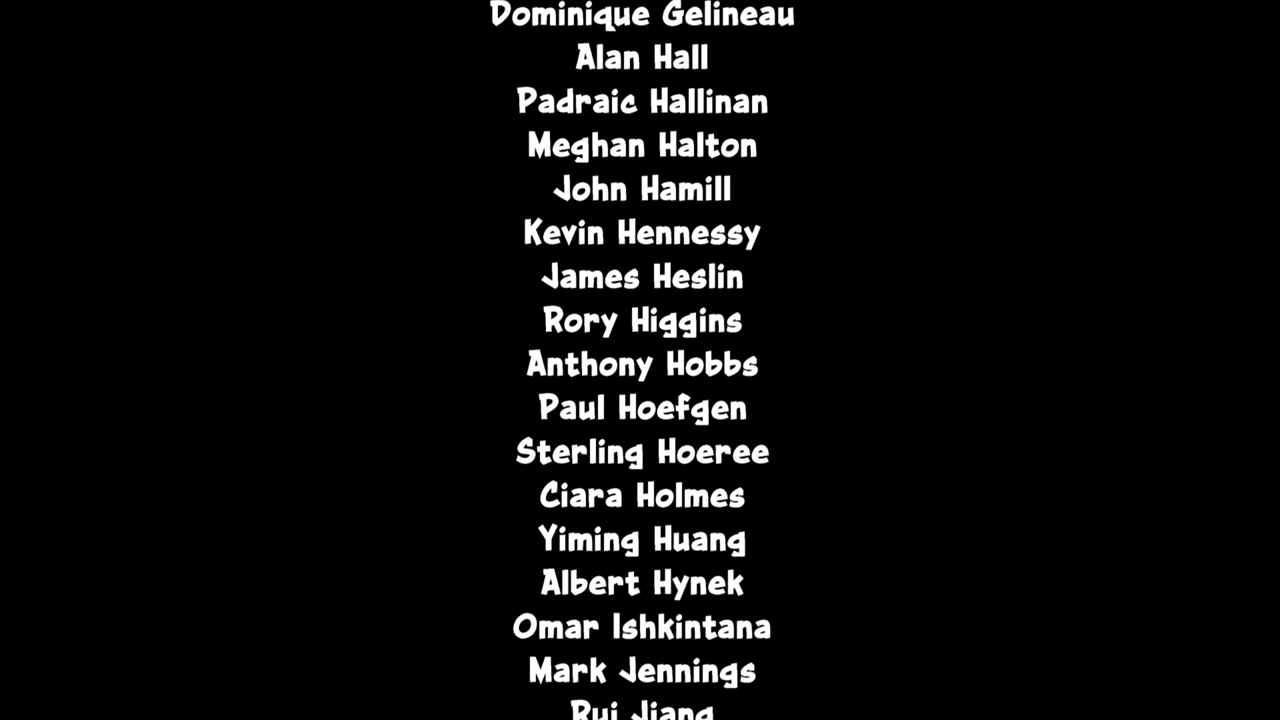 Dominique Gelineau
Alan Hall
Padraic Hallinan
Meghan Halton
John Hamill
Kevin Hennessy
James Heslin
Rory Higgins
Anthony Hobbs
Paul Hoefgen
Sterling Hoeree
Ciara Holmes
Yiming Huang
Albert Hynek
Omar Ishkintana
Mark Jennings
Rui Jiang